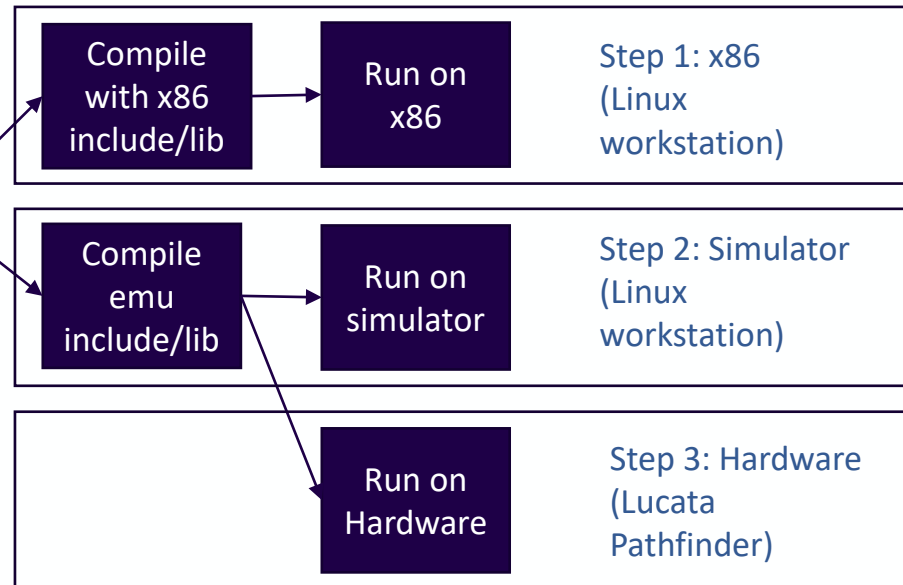 Compile
with x86
include/lib
Run on
x86
Step 1: x86
(Linux
workstation)
Compile
emu
include/lib
Run on
simulator
Step 2: Simulator
(Linux
workstation)
Run on
Hardware
Step 3: Hardware
(Lucata
Pathfinder)